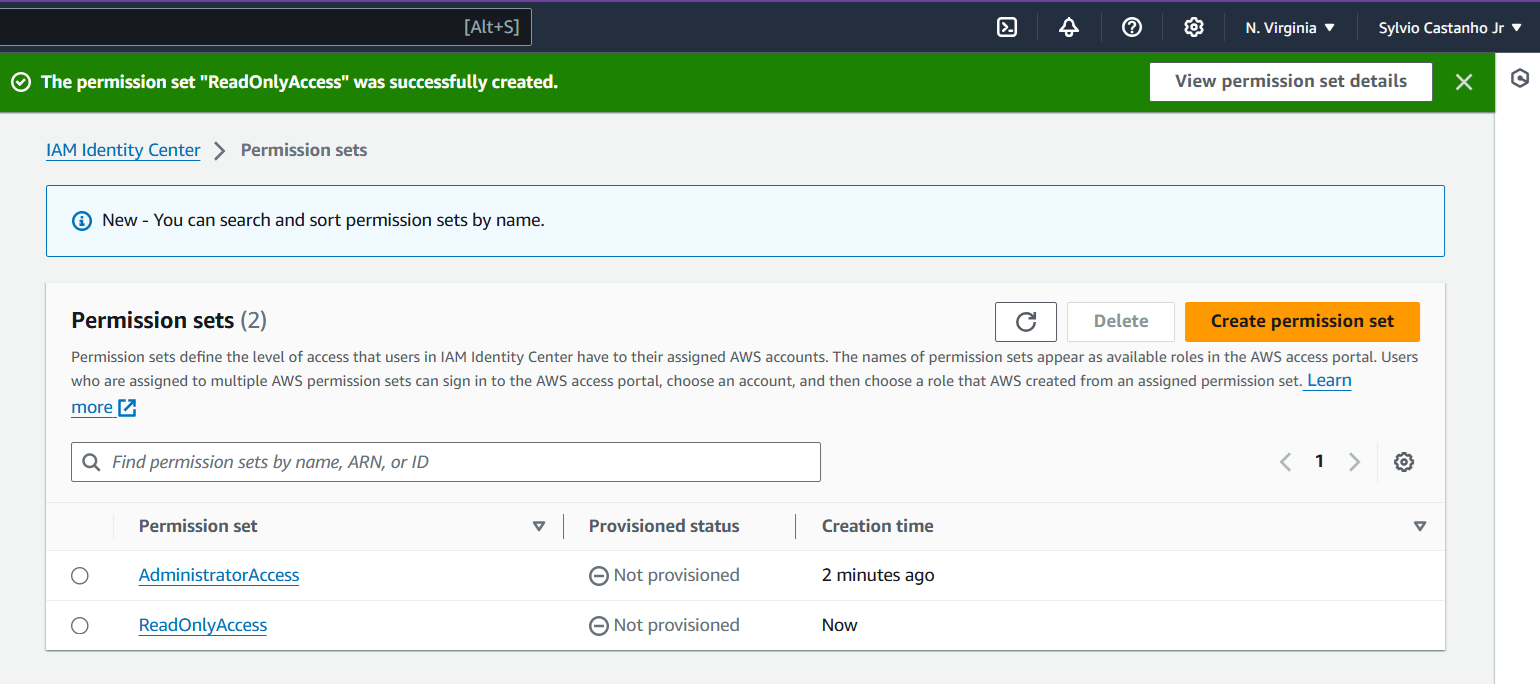 [Alt+S]
N. Virginia
Sylvio Castanho Jr
The permission set "ReadOnlyAccess" was successfully created.
View permission set details
IAM Identity Center
Permission sets
New - You can search and sort permission sets by name.
Permission sets (2)
Delete
Create permission set
Permission sets define the level of access that users in IAM Identity Center have to their assigned AWS accounts. The names of permission sets appear as available roles in the AWS access portal. Users
who are assigned to multiple AWS permission sets can sign in to the AWS access portal, choose an account, and then choose a role that AWS created from an assigned permission set. Learn
more
Find permission sets by name, ARN, or ID
1
Permission set
Provisioned status
Creation time
AdministratorAccess
Not provisioned
2 minutes ago
ReadOnlyAccess
Not provisioned
Now